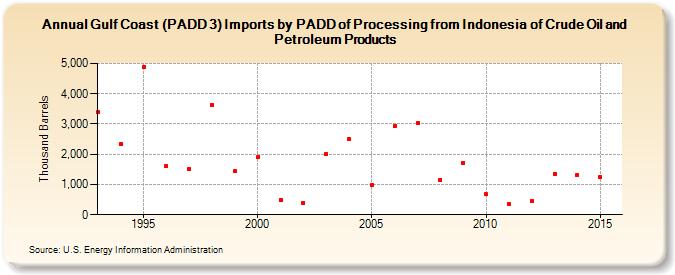 Annual Gulf Coast (PADD 3) Imports by PADD of Processing from Indonesia of Crude Oil and
Petroleum Products
Thousand Barrels
5,000
4,000
3,000
2,000
1,000
0
1995 2000 2005 2010 2015
Source: U.S. Energy Information Administration